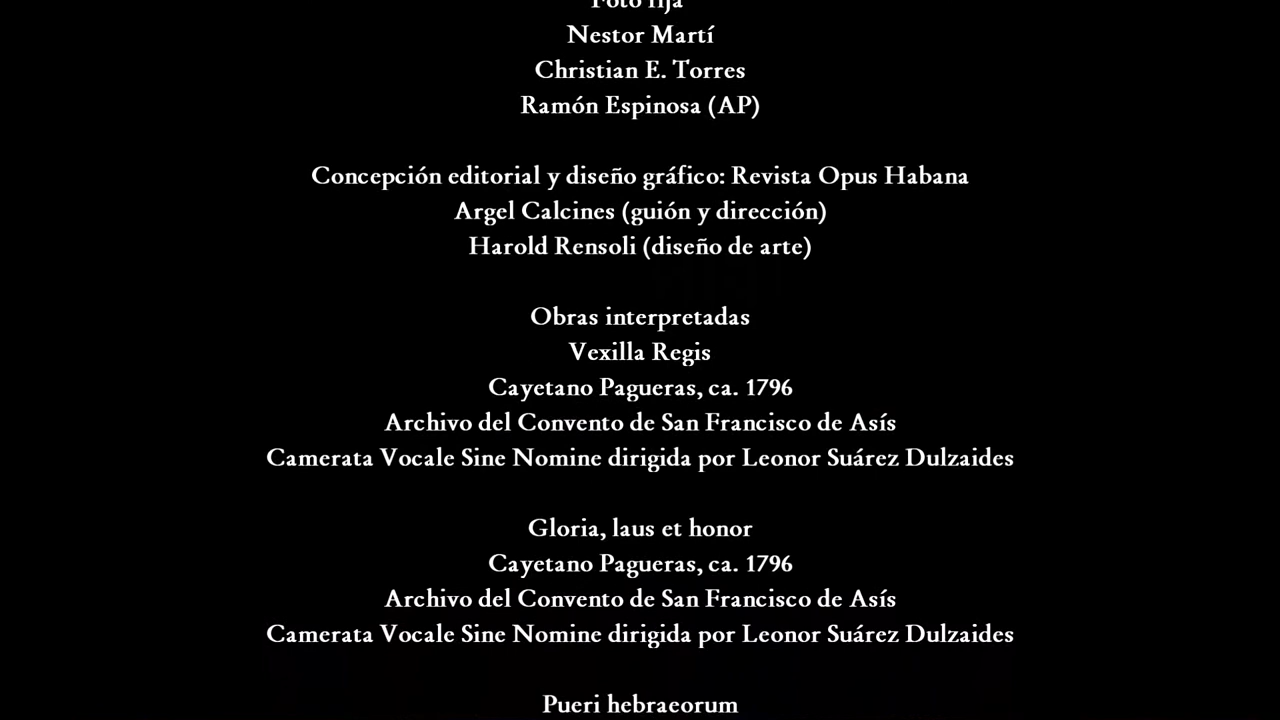 Foto fija
Nestor Martí
Christian E. Torres
Ramón Espinosa (AP)
Concepción editorial y diseño gráfico: Revista Opus Habana
Argel Calcines (guión y dirección)
Harold Rensoli (diseño de arte)
Obras interpretadas
Vexilla Regis
Cayetano Pagueras, ca. 1796
Archivo del Convento de San Francisco de Asís
Camerata Vocale Sine Nomine dirigida por Leonor Suárez Dulzaides
Gloria, laus et honor
Cayetano Pagueras, ca. 1796
Archivo del Convento de San Francisco de Asís
Camerata Vocale Sine Nomine dirigida por Leonor Suárez Dulzaides
Pueri hebraeorum